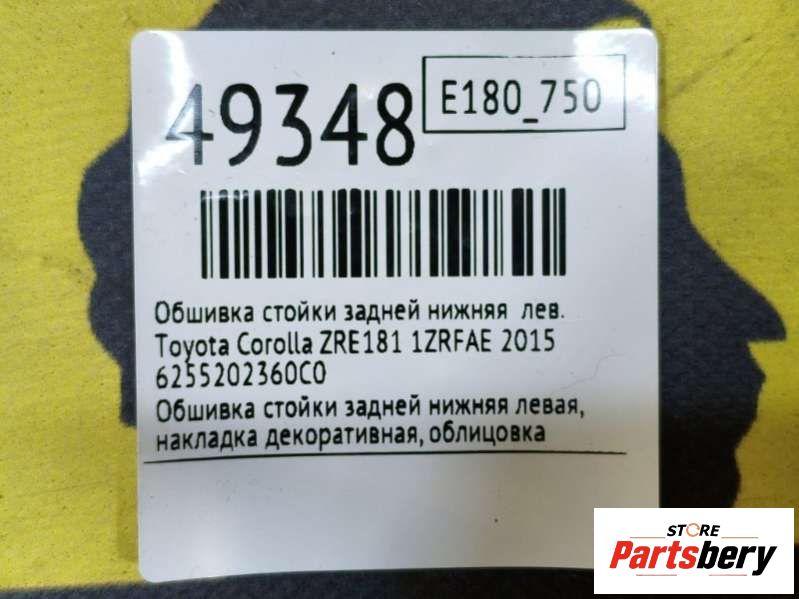 49348
E180_750
Обшивка стойки задней нижняя лев.
Toyota Corolla ZRE181 1ZRFAE 2015
6255202360C0
Обшивка стойки задней нижняя левая,
накладка декоративная, облицовка
STORE
Partsbery